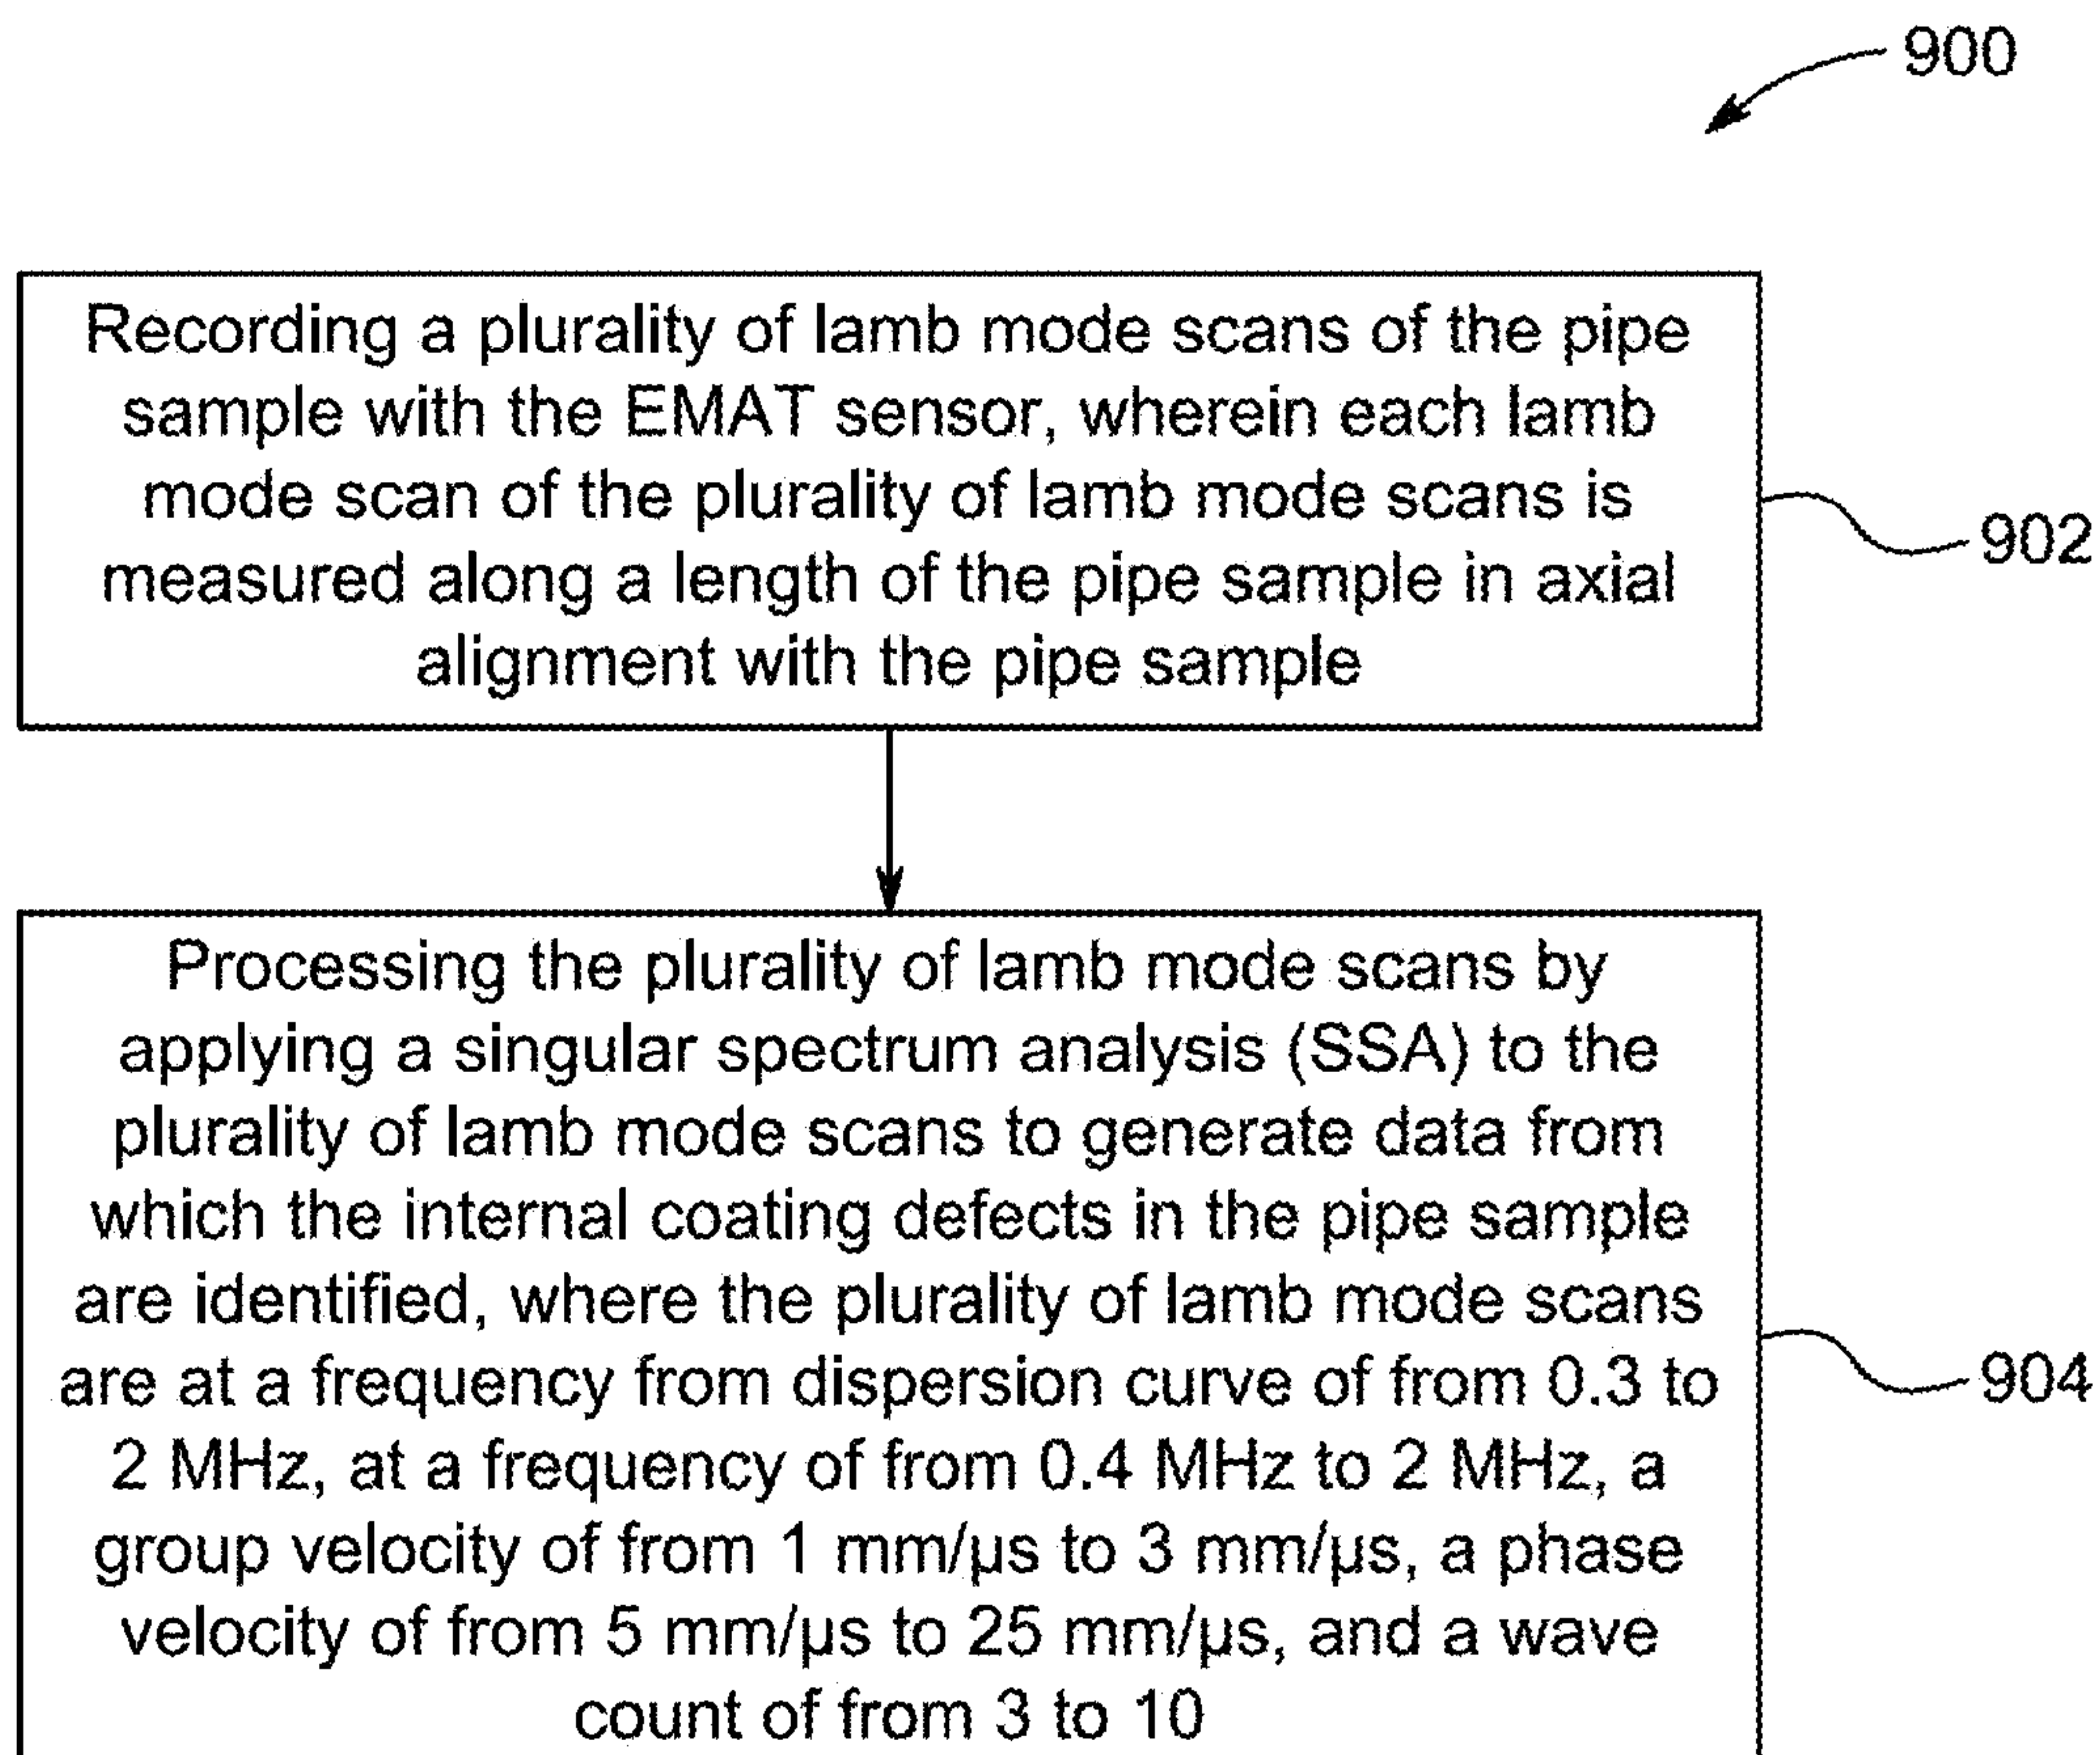 900
Recording a plurality of lamb mode scans of the pipe
sample with the EMAT sensor, wherein each lamb
mode scan of the plurality of lamb mode scans is
measured along a length of the pipe sample in axial
alignment with the pipe sample
902
Processing the plurality of lamb mode scans by
applying a singular spectrum analysis (SSA) to the
plurality of lamb mode scans to generate data from
which the internal coating defects in the pipe sample
are identified, where the plurality of lamb mode scans
are at a frequency from dispersion curve of from 0.3 to
2 MHz, at a frequency of from 0.4 MHz to 2 MHz, a
group velocity of from 1 mm/µs to 3 mm/µs, a phase
velocity of from 5 mm/µs to 25 mm/µs, and a wave
count of from 3 to 10
904